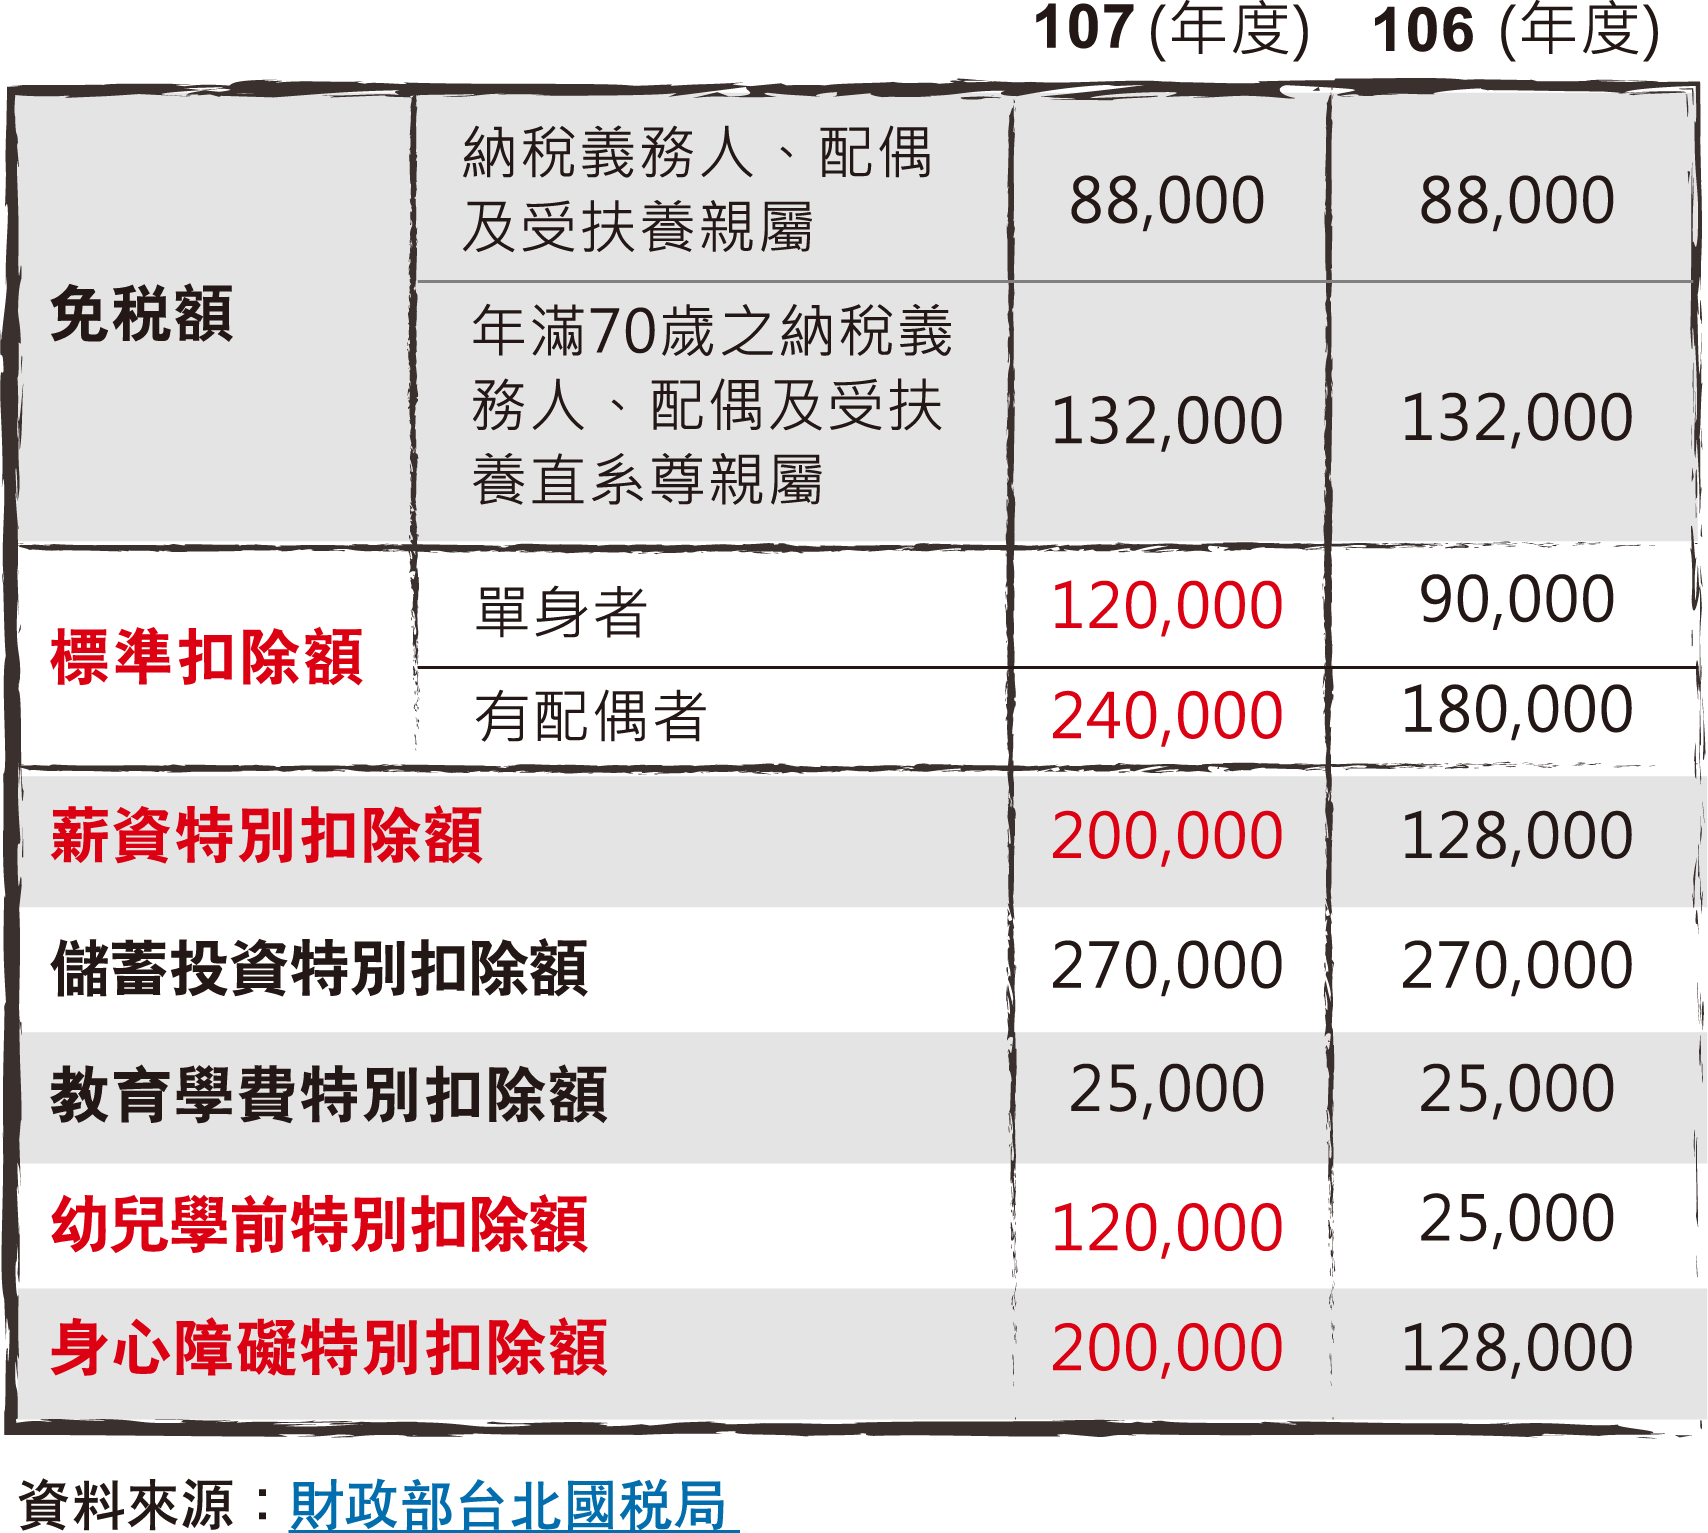 107 (年度) 106 (年度)
免税額
納税義務人、配偶
及受扶養親屬
88,000 88,000
年滿70歲之納税義
務人、配偶及受扶
養直系尊親屬
132,000 132,000
標準扣除額
單身者 120,000 90,000
有配偶者 240,000 180,000
薪資特別扣除額 200,000 128,000
儲蓄投資特別扣除額 270,000 270,000
教育學費特別扣除額 25,000 25,000
幼兒學前特別扣除額 120,000 25,000
身心障礙特別扣除額 200,000 128,000
資料來源：財政部台北國税局